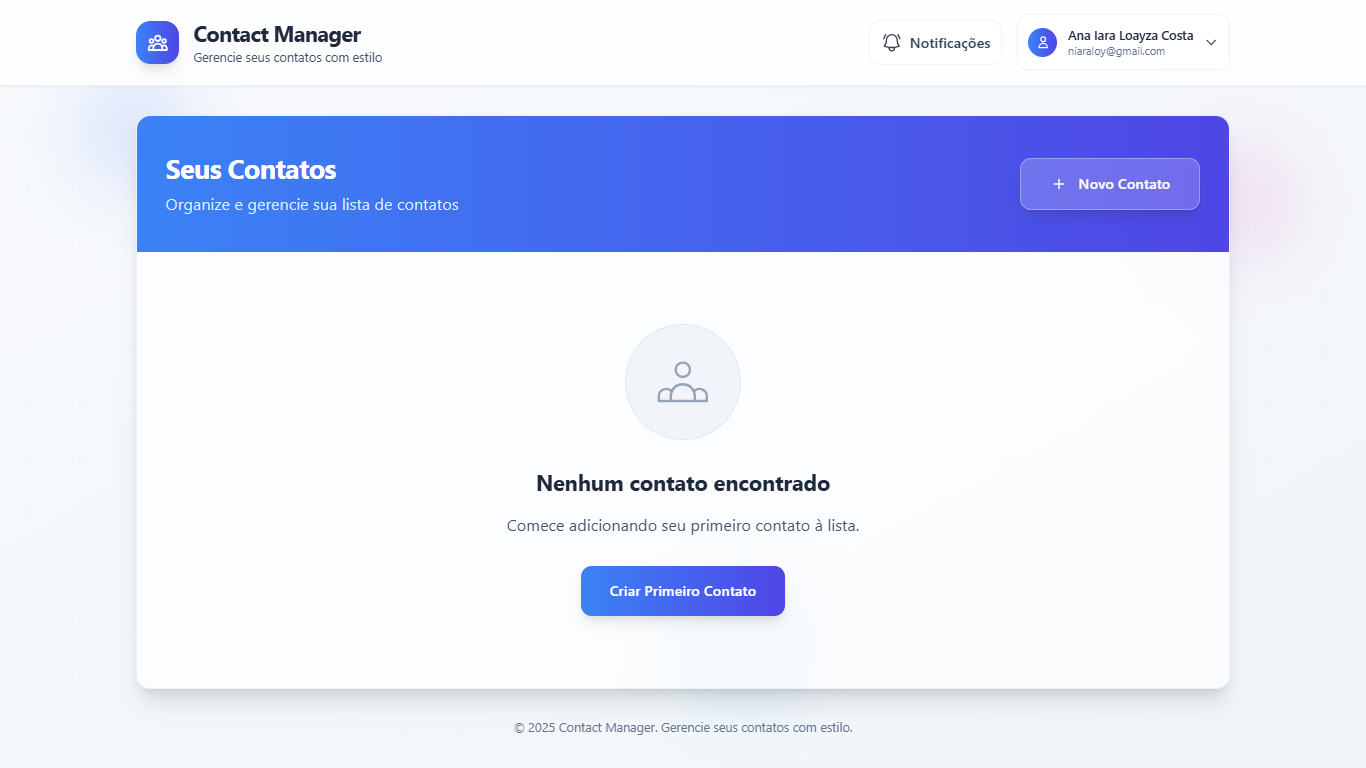 Contact Manager
Gerencie seus contatos com estilo
Notificações
Ana Iara Loayza Costa
niaraloy@gmail.com
Seus Contatos
Organize e gerencie sua lista de contatos
Novo Contato
Nenhum contato encontrado
Comece adicionando seu primeiro contato à lista.
Criar Primeiro Contato
© 2025 Contact Manager. Gerencie seus contatos com estilo.